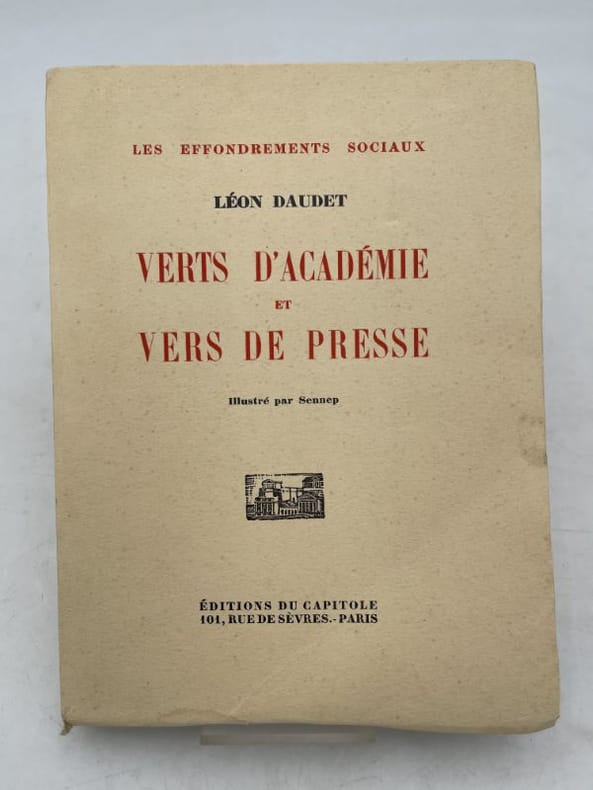 LES EFFONDREMENTS SOCIAUX
LÉON DAUDET
VERTS D'ACADÉMIE
ET
VERS DE PRESSE
Illustré par Sennep
ÉDITIONS DU CAPITOLE
101, RUE DE SÈVRES.-PARIS